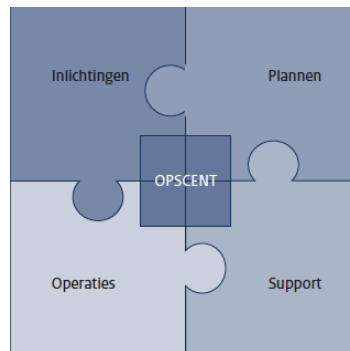 Inlichtingen
Plannen
OPSCENT
Operaties
Support